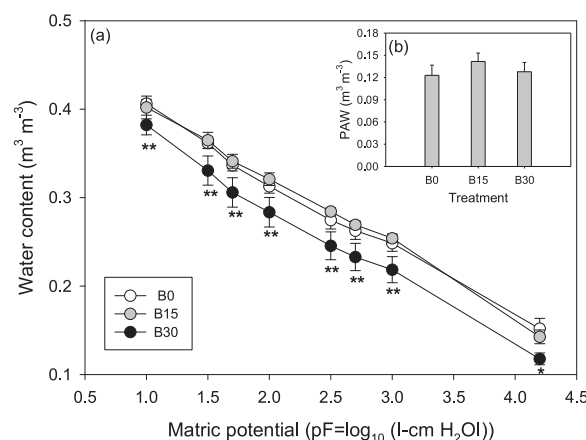 (a)
0.5
0.4
0.3
0.2
0.1
Water content (m³ m⁻³)
0.5 1.0 1.5 2.0 2.5 3.0 3.5 4.0 4.5
Matric potential (pF=log₁₀ (I-cm H₂OI))
** ** ** ** ** ** ** *
B0
B15
B30
(b)
0.18
0.15
0.12
0.09
0.06
0.03
0.00
PAW (m³ m⁻³)
B0 B15 B30
Treatment